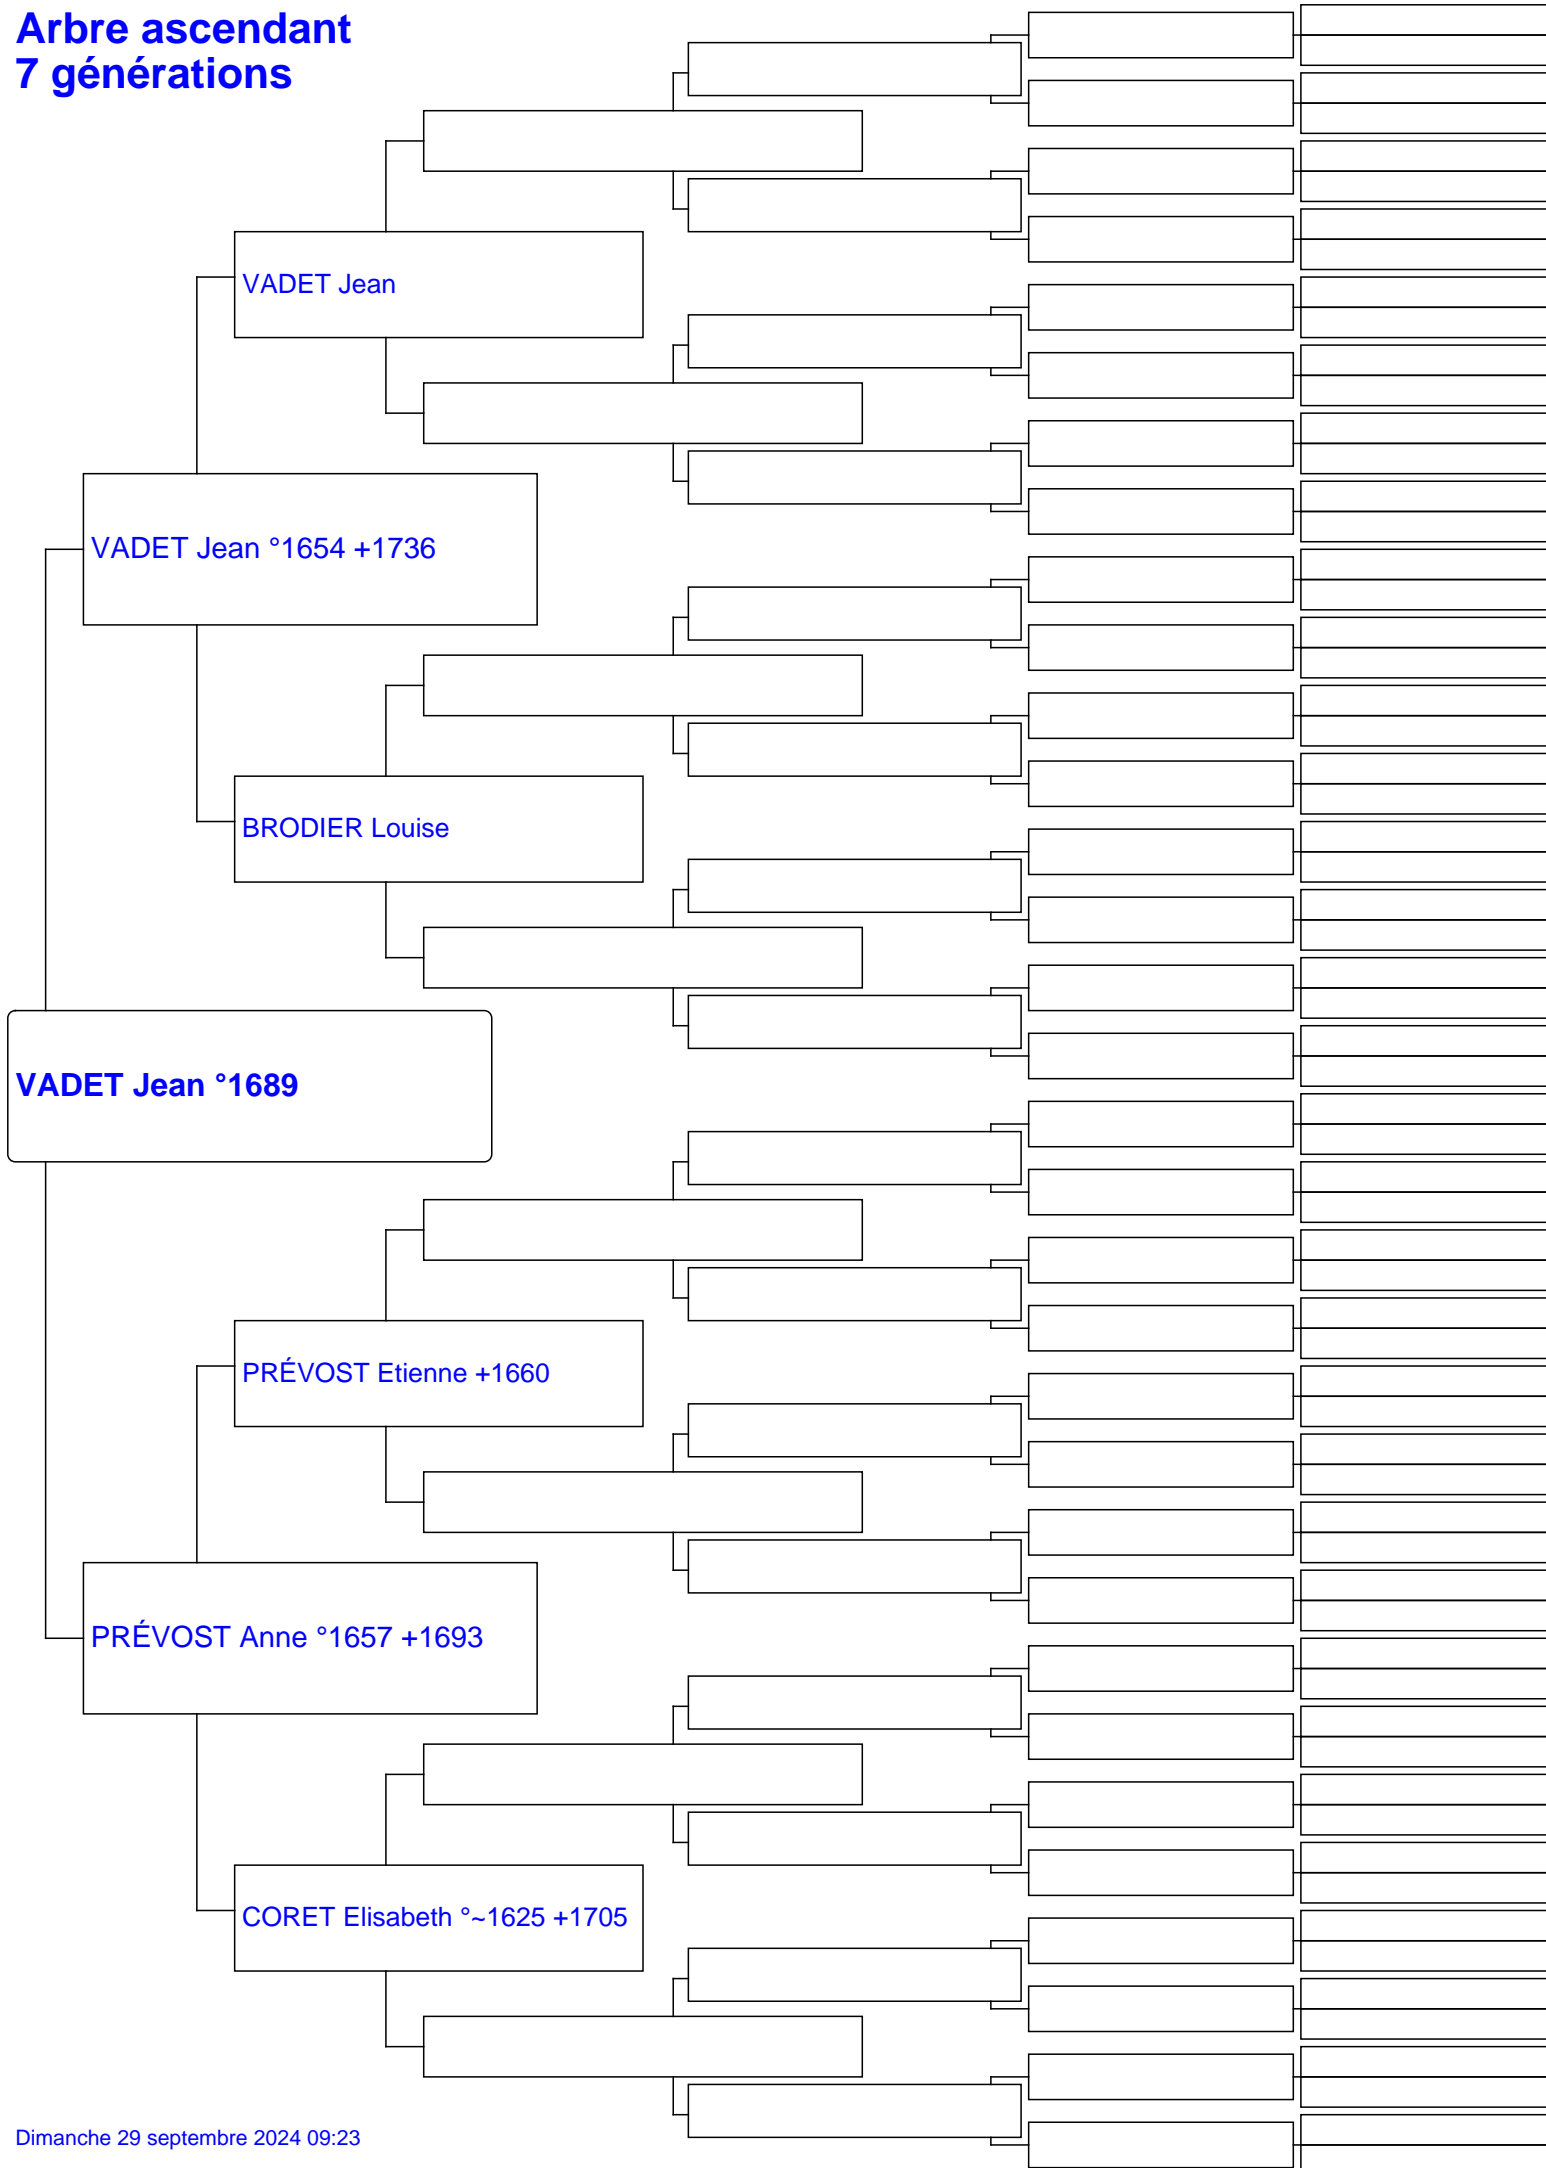 Arbre ascendant
7 générations
VADET Jean
VADET Jean °1654 +1736
BRODIER Louise
VADET Jean °1689
PRÉVOST Etienne +1660
PRÉVOST Anne °1657 +1693
CORET Elisabeth °~1625 +1705
Dimanche 29 septembre 2024 09:23